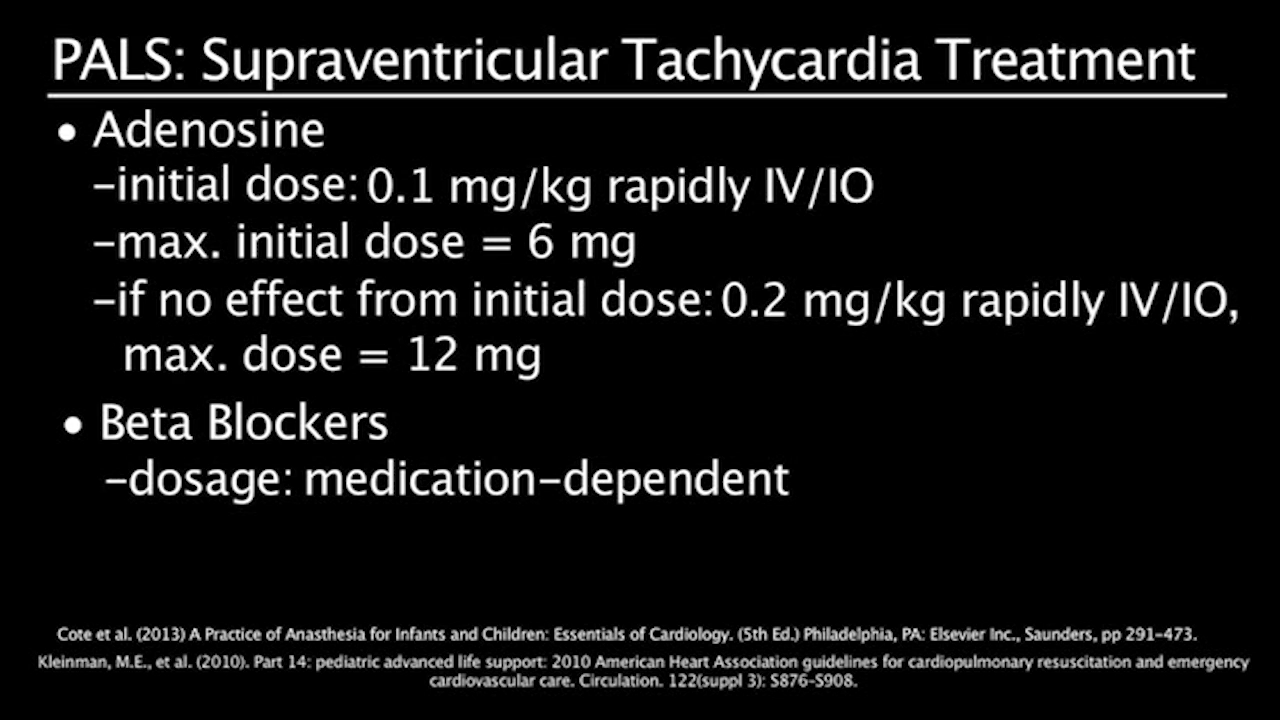 PALS: Supraventricular Tachycardia Treatment
• Adenosine
–initial dose: 0.1 mg/kg rapidly IV/IO
–max. initial dose = 6 mg
–if no effect from initial dose: 0.2 mg/kg rapidly IV/IO,
max. dose = 12 mg
• Beta Blockers
–dosage: medication–dependent
Cote et al. (2013) A Practice of Anasthesia for Infants and Children: Essentials of Cardiology. (5th Ed.) Philadelphia, PA: Elsevier Inc., Saunders, pp 291–473.
Kleinman, M.E., et al. (2010). Part 14: pediatric advanced life support: 2010 American Heart Association guidelines for cardiopulmonary resuscitation and emergency
cardiovascular care. Circulation. 122(suppl 3): S876–S908.